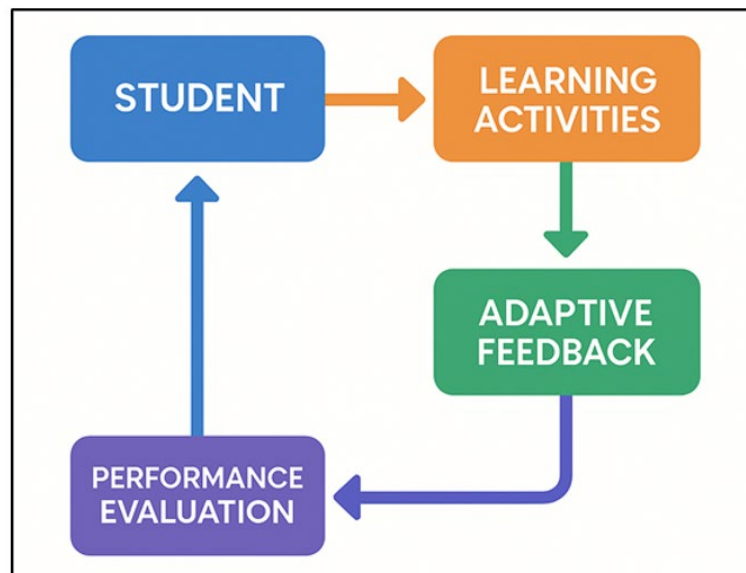 STUDENT
LEARNING
ACTIVITIES
ADAPTIVE
FEEDBACK
PERFORMANCE
EVALUATION